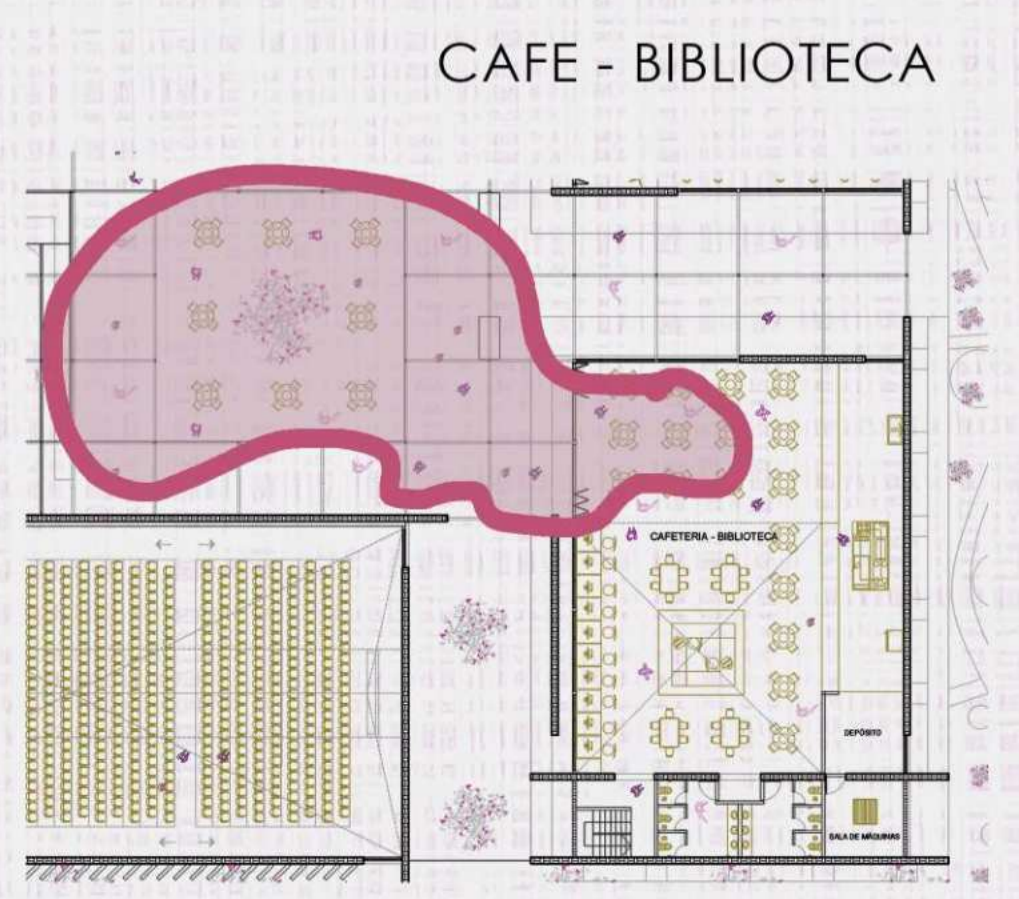 CAFE - BIBLIOTECA
CAFETERIA - BIBLIOTECA
DEPÓSITO
SALA DE MÁQUINAS